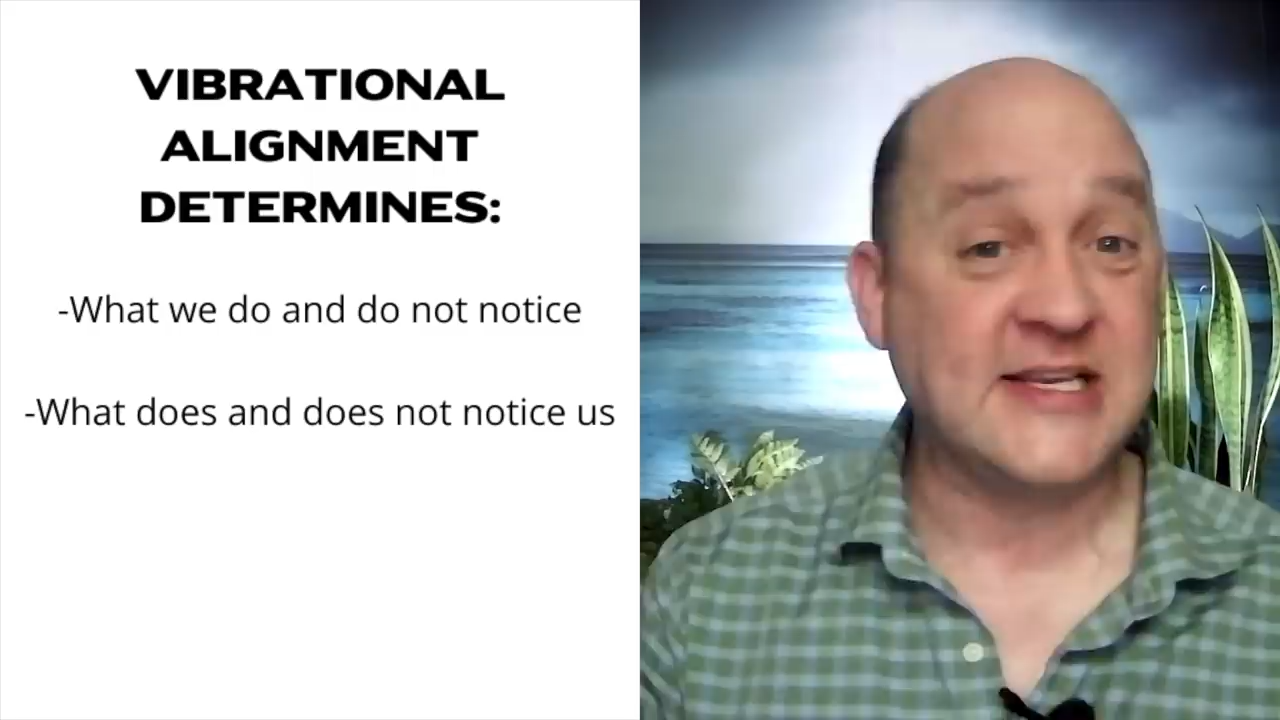 VIBRATIONAL
ALIGNMENT
DETERMINES:
-What we do and do not notice
-What does and does not notice us